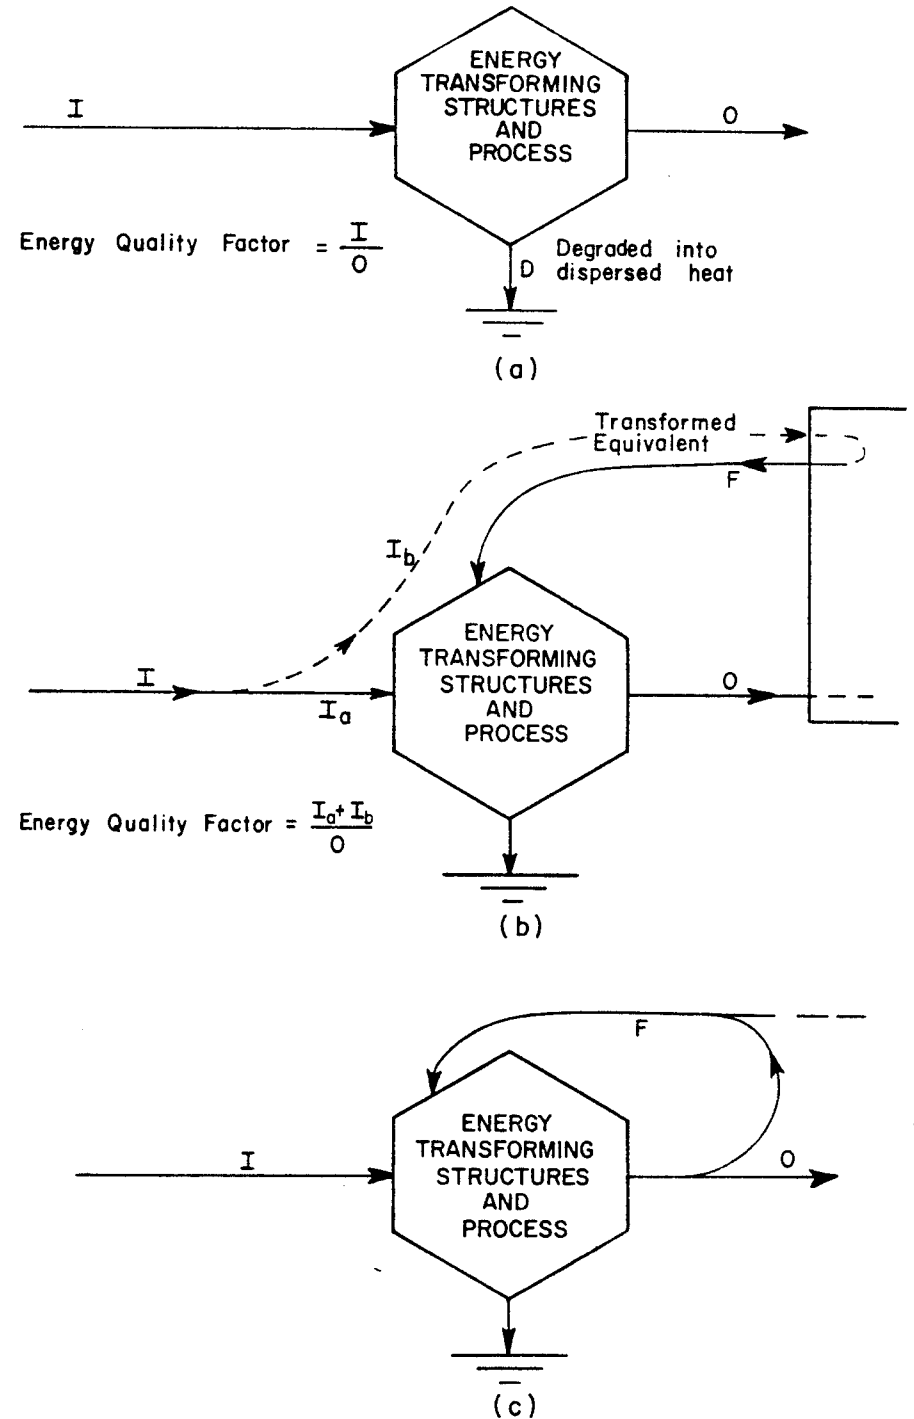 ENERGY
TRANSFORMING
STRUCTURES
AND
PROCESS
I
O
Energy Quality Factor = I/O
D
Degraded into
dispersed heat
(a)
Transformed
Equivalent
F
Ib
ENERGY
TRANSFORMING
STRUCTURES
AND
PROCESS
I
Ia
O
Energy Quality Factor = Ia+Ib/O
(b)
F
ENERGY
TRANSFORMING
STRUCTURES
AND
PROCESS
I
O
(c)